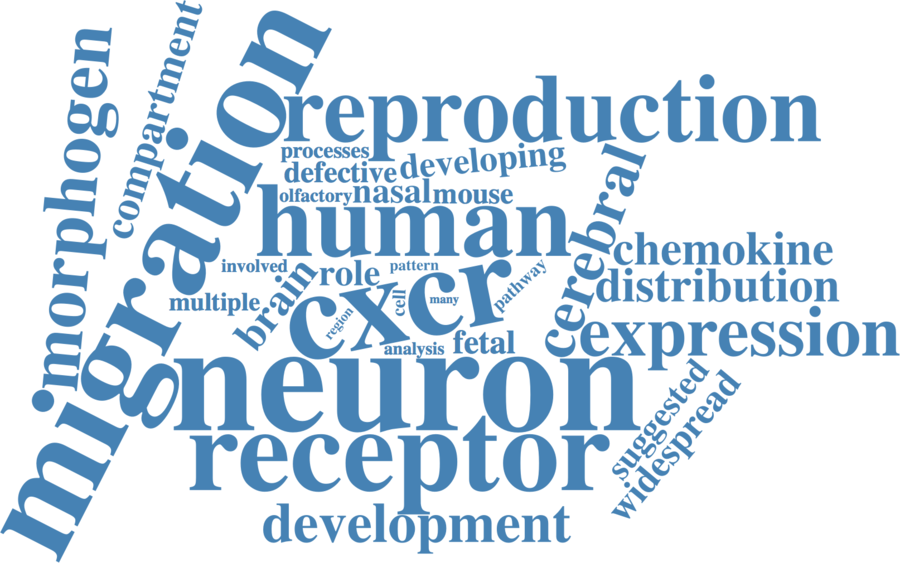 morphogen
compartment
migration
reproduction
processes
developing
defective
olfactory
nasal
mouse
human
cerebral
chemokine
involved
role
pattern
pathway
distribution
multiple
brain
cxcr
cell
many
region
expression
analysis
fetal
neuron
suggested
widespread
receptor
development